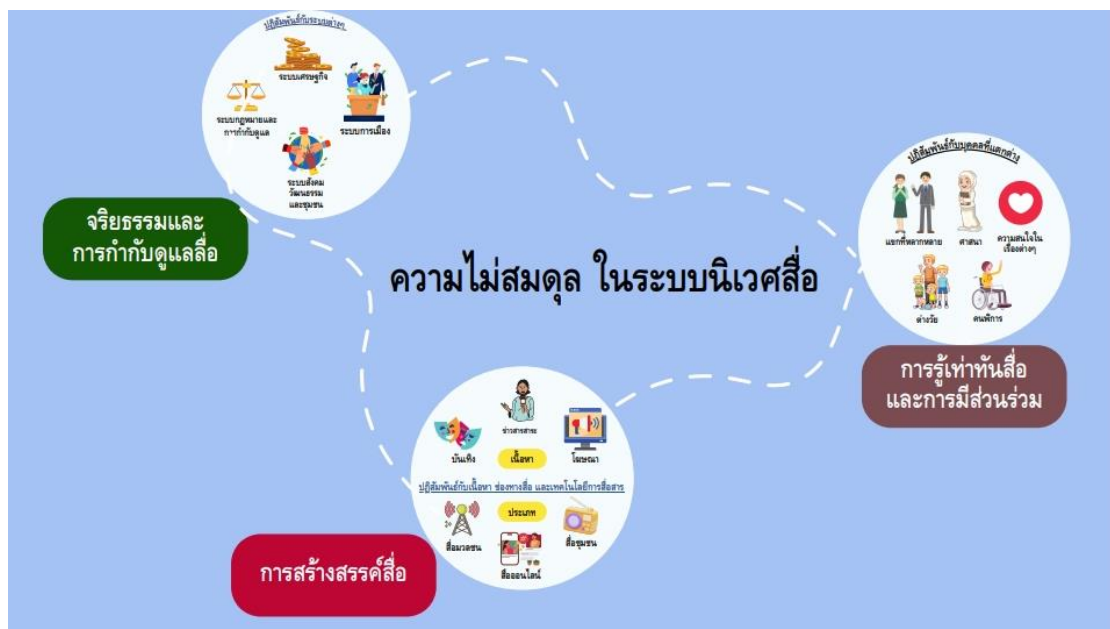 ปฏิสัมพันธ์กับระบบต่างๆ
ระบบเศรษฐกิจ
ระบบกฎหมายและ
การกำกับดูแล
ระบบการเมือง
ระบบสังคม
วัฒนธรรม
และชุมชน
จริยธรรมและ
การกำกับดูแลสื่อ
ความไม่สมดุล ในระบบนิเวศสื่อ
ปฏิสัมพันธ์กับบุคคลที่แตกต่าง
แขกที่หลากหลาย
ศาสนา
ความสนใจใน
เรื่องต่างๆ
ต่างวัย
คนพิการ
การรู้เท่าทันสื่อ
และการมีส่วนร่วม
ข่าวสารสาระ
บันเทิง
เนื้อหา
โฆษณา
ปฏิสัมพันธ์กับเนื้อหา ช่องทางสื่อ และเทคโนโลยีการสื่อสาร
ประเภท
สื่อมวลชน
สื่อชุมชน
สื่อออนไลน์
การสร้างสรรค์สื่อ